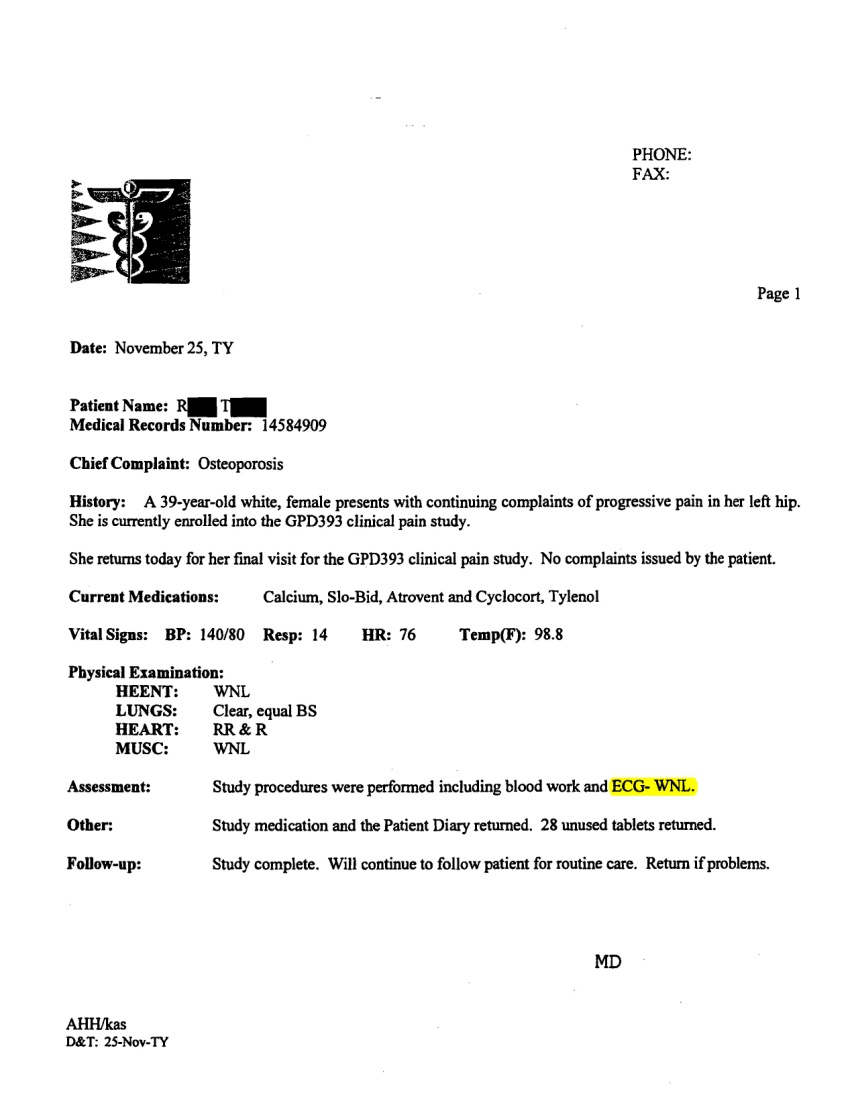 PHONE:
FAX:
Page 1
Date: November 25, TY
Patient Name: R T
Medical Records Number: 14584909
Chief Complaint: Osteoporosis
History: A 39-year-old white, female presents with continuing complaints of progressive pain in her left hip.
She is currently enrolled into the GPD393 clinical pain study.
She returns today for her final visit for the GPD393 clinical pain study. No complaints issued by the patient.
Current Medications: Calcium, Slo-Bid, Atrovent and Cyclocort, Tylenol
Vital Signs: BP: 140/80 Resp: 14 HR: 76 Temp(F): 98.8
Physical Examination:
HEENT: WNL
LUNGS: Clear, equal BS
HEART: RR & R
MUSC: WNL
Assessment: Study procedures were performed including blood work and ECG- WNL.
Other: Study medication and the Patient Diary returned. 28 unused tablets returned.
Follow-up: Study complete. Will continue to follow patient for routine care. Return if problems.
MD
AHH/kas
D&T: 25-Nov-TY